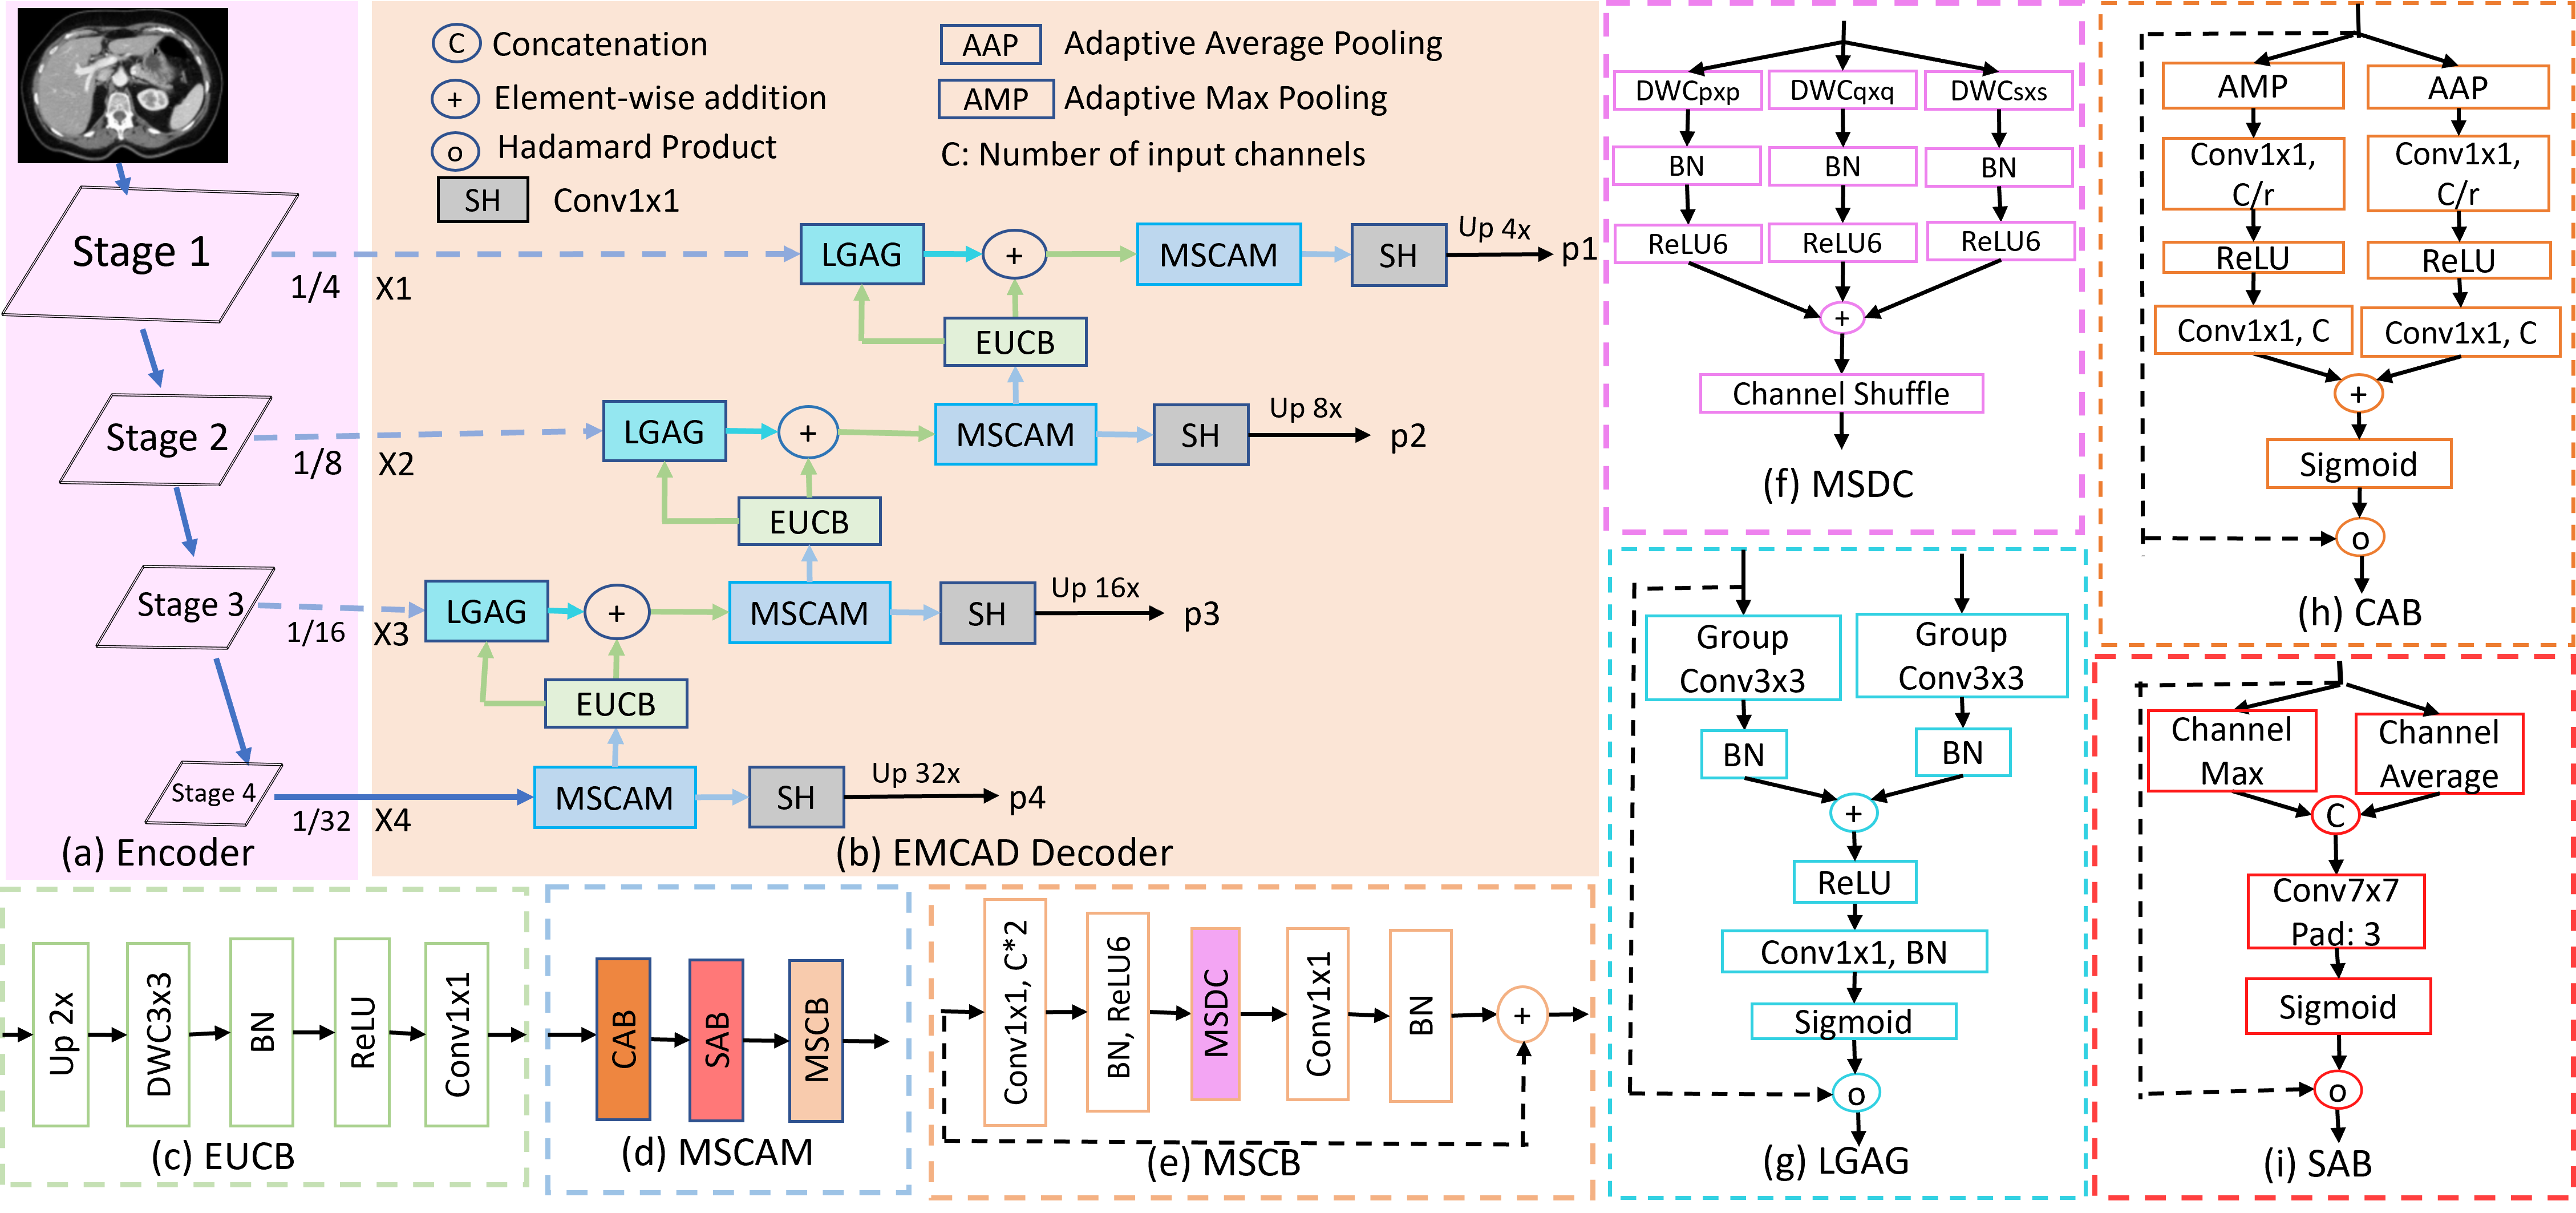 C Concatenation
+ Element-wise addition
o Hadamard Product
SH Conv1x1
AAP Adaptive Average Pooling
AMP Adaptive Max Pooling
C: Number of input channels
Stage 1
1/4 X1
LGAG
+
MSCAM
SH
Up 4x
p1
EUCB
Stage 2
1/8 X2
LGAG
+
MSCAM
SH
Up 8x
p2
EUCB
Stage 3
1/16 X3
LGAG
+
MSCAM
SH
Up 16x
p3
EUCB
Stage 4
1/32 X4
MSCAM
SH
Up 32x
p4
(a) Encoder
(b) EMCAD Decoder
Up 2x
DWC3x3
BN
ReLU
Conv1x1
(c) EUCB
CAB
SAB
MSCB
(d) MSCAM
Conv1x1, C*2
BN, ReLU6
MSDC
Conv1x1
BN
+
(e) MSCB
DWCpxp DWCqxq DWCsxs
BN BN BN
ReLU6 ReLU6 ReLU6
+
Channel Shuffle
(f) MSDC
Group
Conv3x3
Group
Conv3x3
BN BN
+
ReLU
Conv1x1, BN
Sigmoid
o
(g) LGAG
AMP AAP
Conv1x1,
C/r
Conv1x1,
C/r
ReLU ReLU
Conv1x1, C Conv1x1, C
+
Sigmoid
o
(h) CAB
Channel
Max
Channel
Average
C
Conv7x7
Pad: 3
Sigmoid
o
(i) SAB